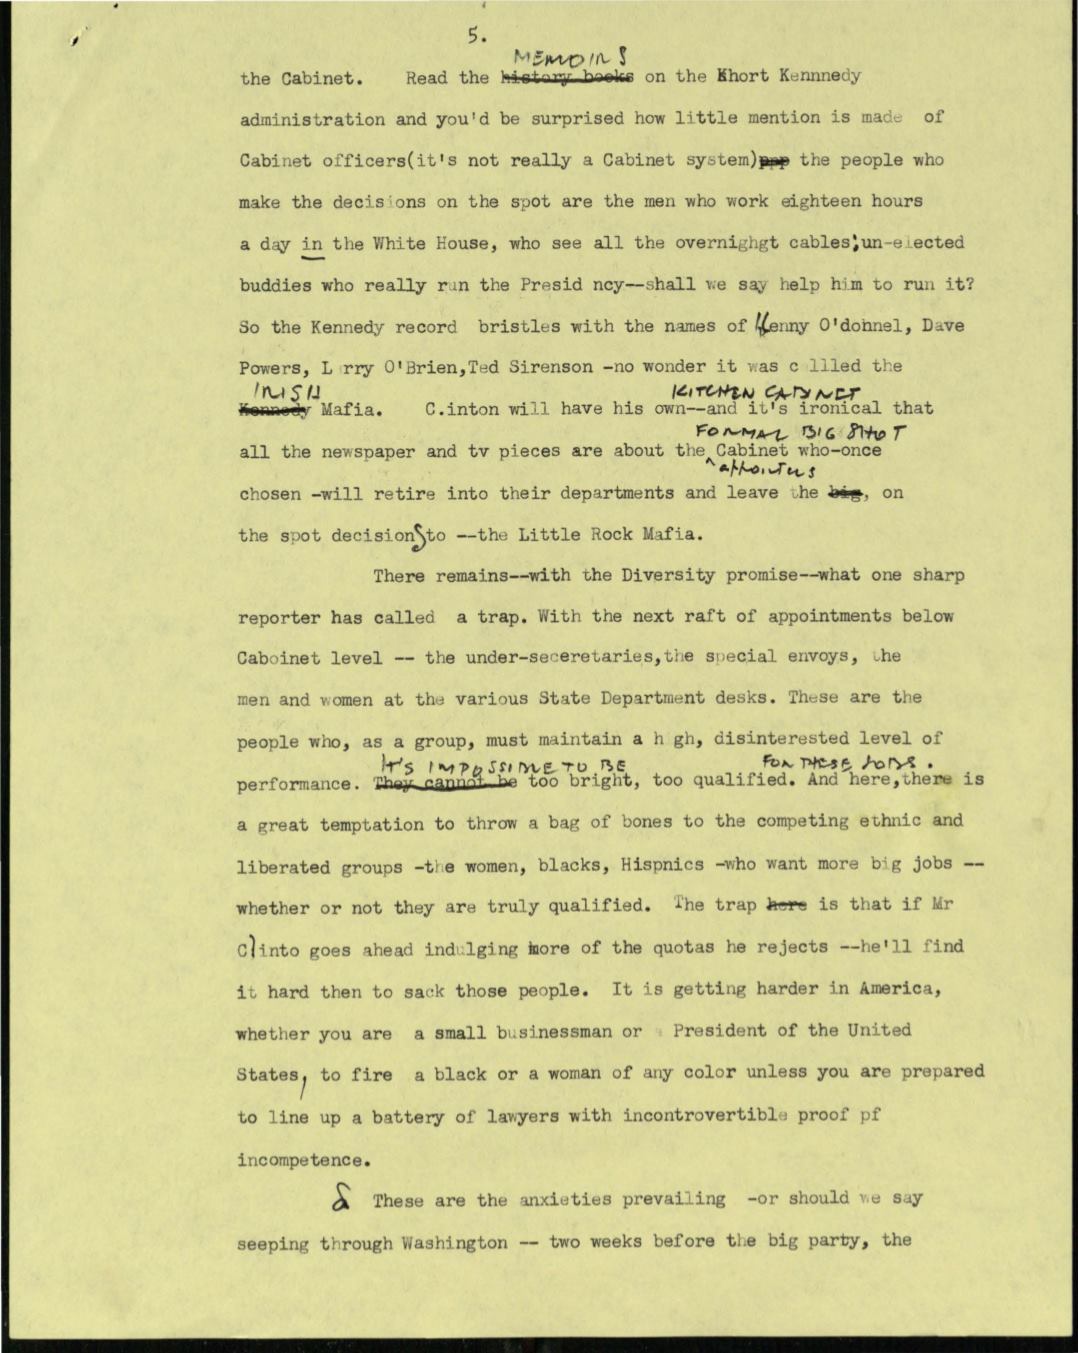 5.
MEMOIRS
the Cabinet. Read the history books on the Khort Kennnedy
administration and you'd be surprised how little mention is made of
Cabinet officers(it's not really a Cabinet system)ppp the people who
make the decisions on the spot are the men who work eighteen hours
a day in the White House, who see all the overnighgt cables;un-elected
buddies who really run the Presid ncy--shall we say help him to run it?
So the Kennedy record bristles with the names of Kenny O'donnel, Dave
Powers, L rry O'Brien,Ted Sirenson -no wonder it was c llled the
IRISH KITCHEN CABINET
Kennedy Mafia. C.inton will have his own--and it's ironical that
FORMAL BIG SHOT
all the newspaper and tv pieces are about the Cabinet who-once
appointees
chosen -will retire into their departments and leave the big, on
the spot decisionS to --the Little Rock Mafia.
There remains--with the Diversity promise--what one sharp
reporter has called a trap. With the next raft of appointments below
Caboinet level -- the under-seceretaries,the special envoys, the
men and women at the various State Department desks. These are the
people who, as a group, must maintain a h gh, disinterested level of
IT'S IMPOSSIBLE TO BE FOR THESE JOBS.
performance. They cannot be too bright, too qualified. And here,there is
a great temptation to throw a bag of bones to the competing ethnic and
liberated groups -the women, blacks, Hispnics -who want more big jobs --
whether or not they are truly qualified. The trap here is that if Mr
Clinto goes ahead indulging more of the quotas he rejects --he'll find
it hard then to sack those people. It is getting harder in America,
whether you are a small businessman or a President of the United
States, to fire a black or a woman of any color unless you are prepared
to line up a battery of lawyers with incontrovertible proof pf
incompetence.
These are the anxieties prevailing -or should we say
seeping through Washington -- two weeks before the big party, the